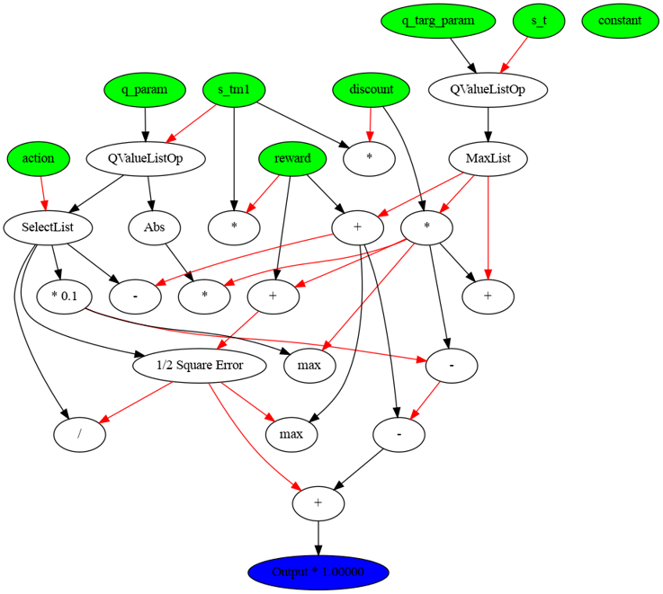 q_targ_param
s_t
constant
q_param
s_tm1
discount
QValueListOp
action
QValueListOp
reward
*
MaxList
SelectList
Abs
*
+
*
* 0.1
-
*
+
+
1/2 Square Error
max
-
/
max
-
+
Output * 1.00000